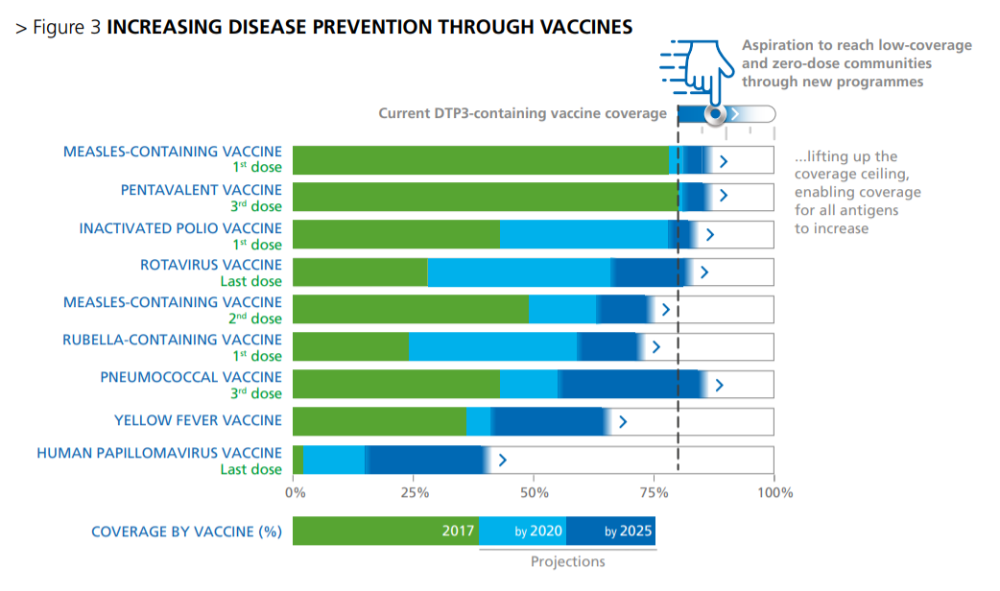 > Figure 3 INCREASING DISEASE PREVENTION THROUGH VACCINES
Aspiration to reach low-coverage
and zero-dose communities
through new programmes
Current DTP3-containing vaccine coverage
MEASLES-CONTAINING VACCINE
1st dose
PENTAVALENT VACCINE
3rd dose
INACTIVATED POLIO VACCINE
1st dose
ROTAVIRUS VACCINE
Last dose
MEASLES-CONTAINING VACCINE
2nd dose
RUBELLA-CONTAINING VACCINE
1st dose
PNEUMOCOCCAL VACCINE
3rd dose
YELLOW FEVER VACCINE
HUMAN PAPILLOMAVIRUS VACCINE
Last dose
...lifting up the
coverage ceiling,
enabling coverage
for all antigens
to increase
0% 25% 50% 75% 100%
COVERAGE BY VACCINE (%) 2017 by 2020 by 2025
Projections